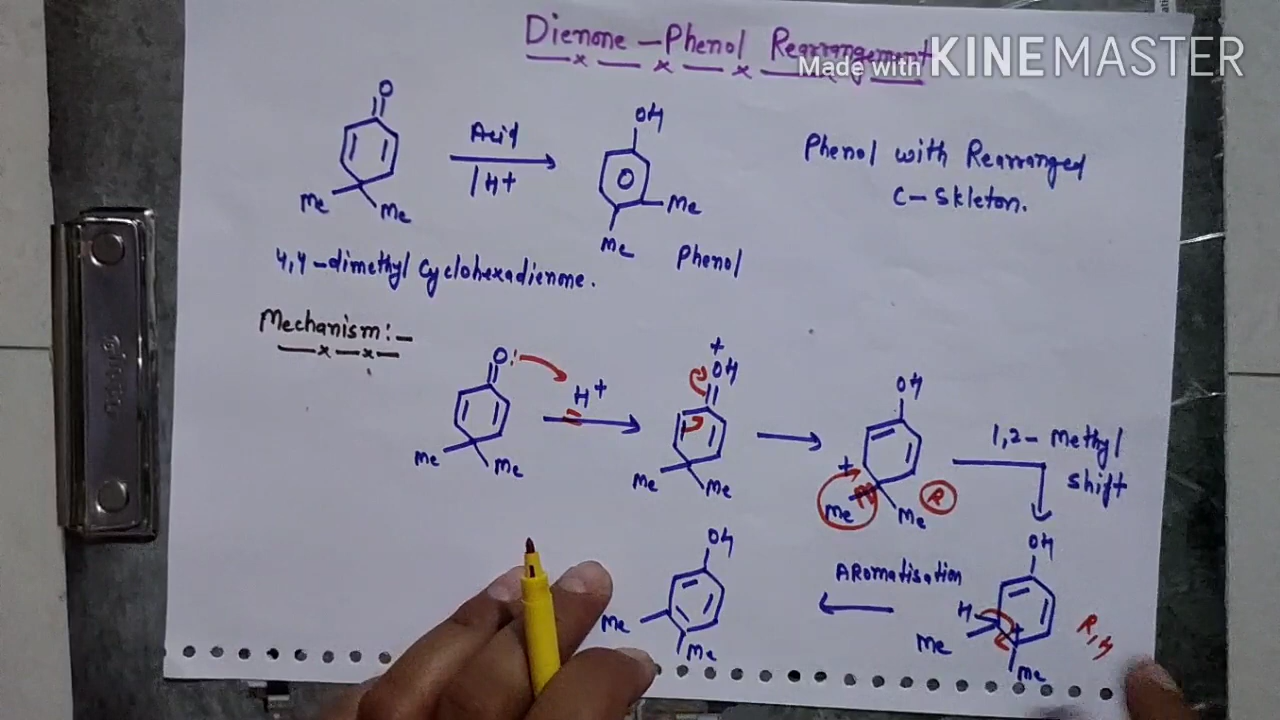 Dienone - Phenol Rearrangement
Made with KINEMASTER
O
Acid
/H+
OH
Me
Me
Me
Me
Phenol with Rearranged
C- Skleton.
4,4-dimethyl Cyclohexadienone.
Phenol
Mechanism:-
O:
H+
Me
Me
+
OH
Me
Me
OH
+
Me
Me
R
1,2- Methyl
shift
OH
H
+
Me
Me
R, H
ARomatisation
OH
Me
Me